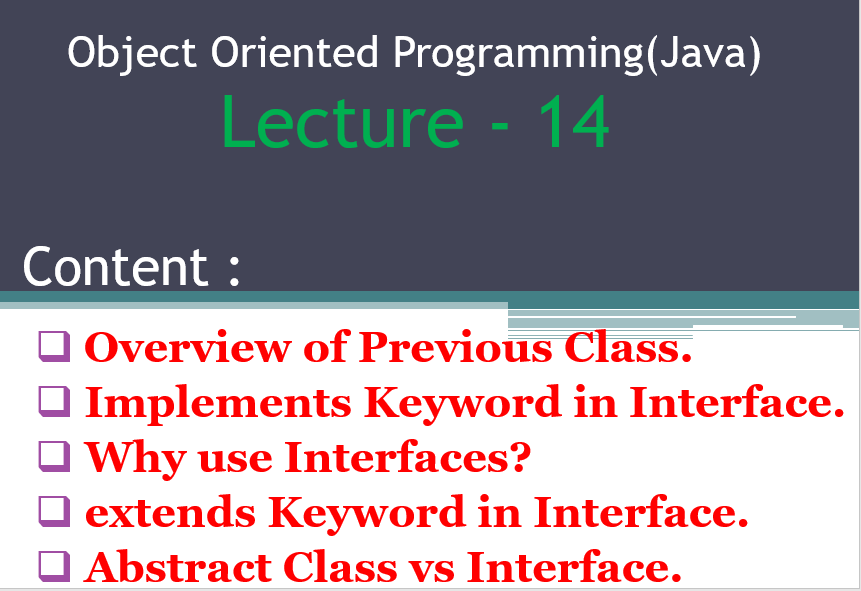 Object Oriented Programming(Java)
Lecture - 14
Content :
Overview of Previous Class.
Implements Keyword in Interface.
Why use Interfaces?
extends Keyword in Interface.
Abstract Class vs Interface.